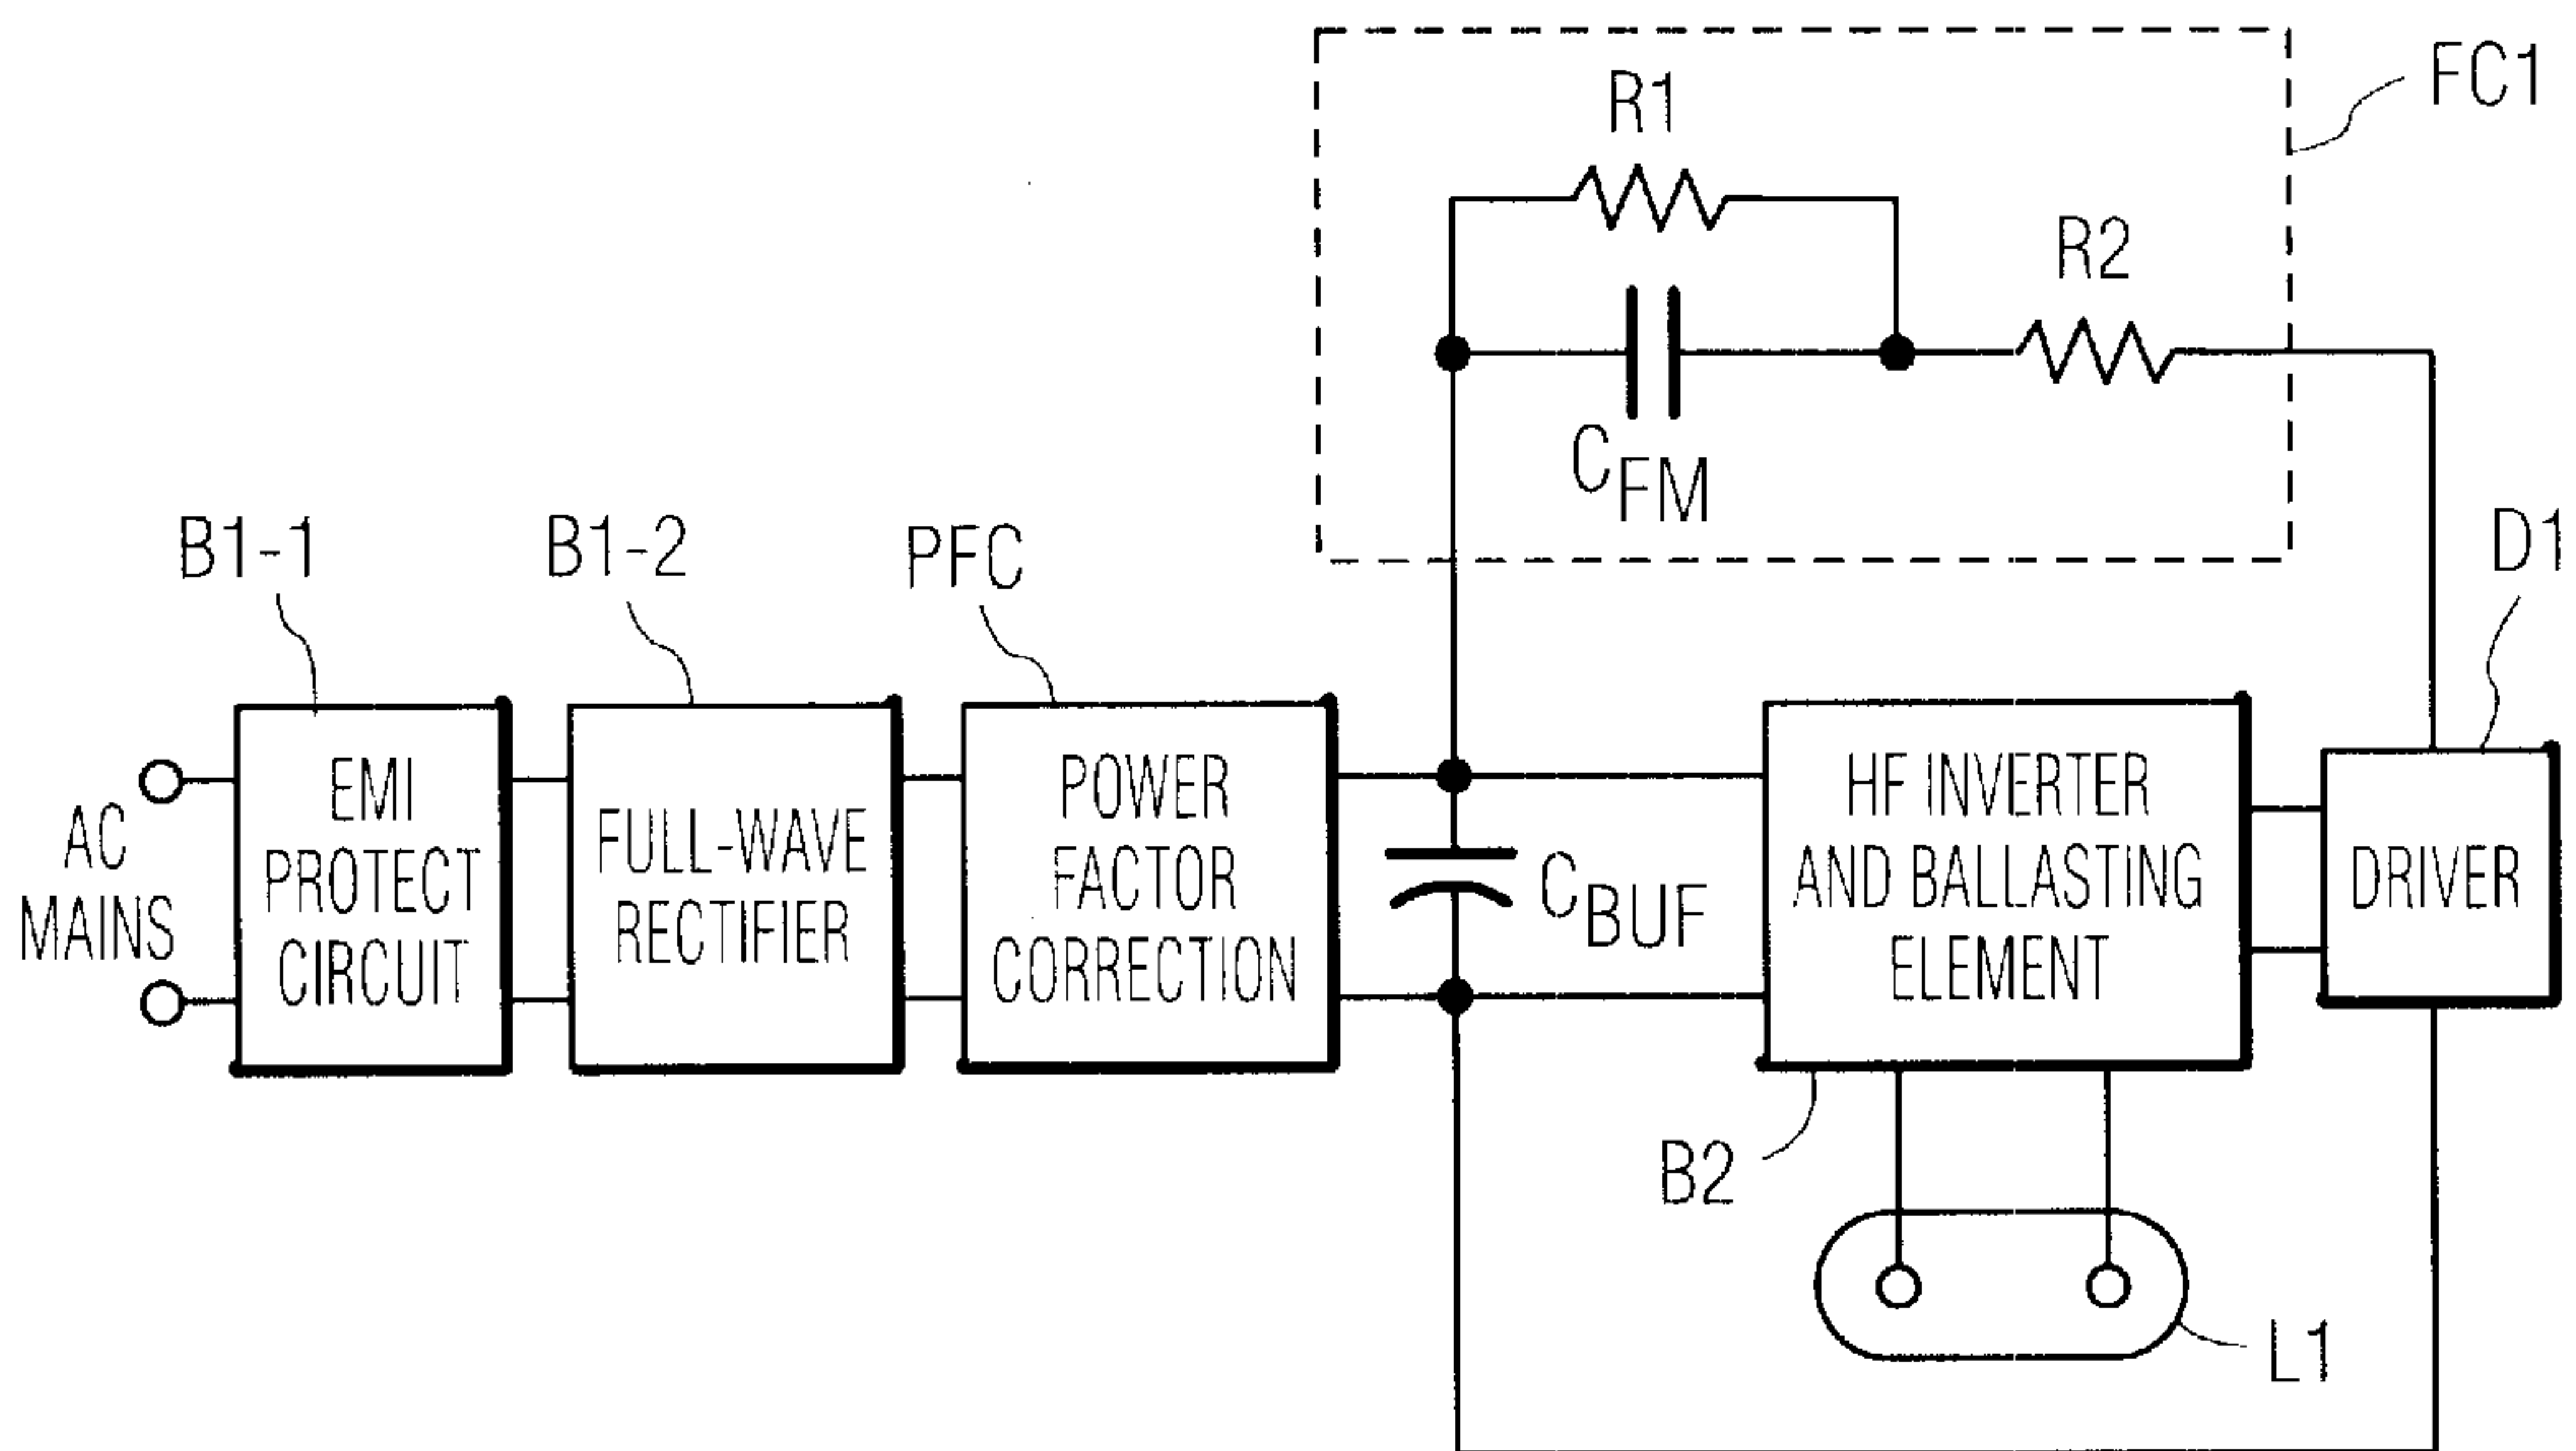 FC1
R1
R2
CFM
B1-1
B1-2
PFC
D1
AC
MAINS
EMI
PROTECT
CIRCUIT
FULL-WAVE
RECTIFIER
POWER
FACTOR
CORRECTION
CBUF
HF INVERTER
AND BALLASTING
ELEMENT
DRIVER
B2
L1